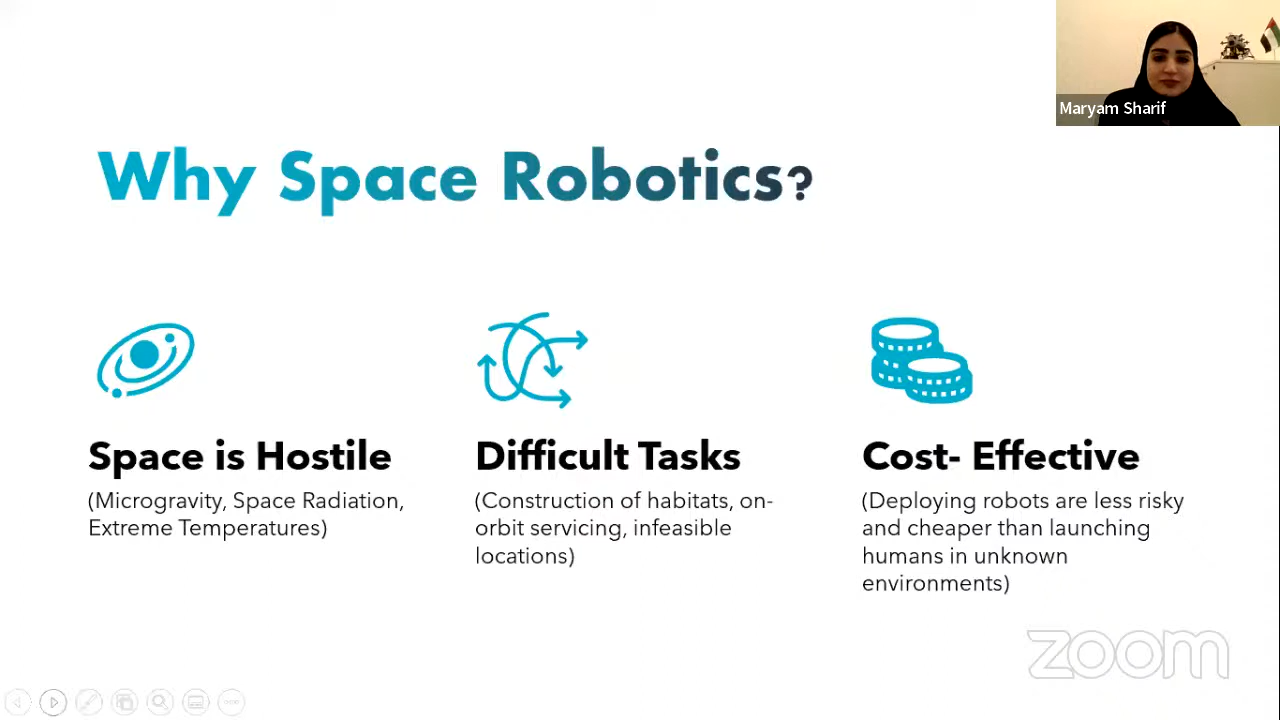 Maryam Sharif
Why Space Robotics?
Space is Hostile
(Microgravity, Space Radiation,
Extreme Temperatures)
Difficult Tasks
(Construction of habitats, on-
orbit servicing, infeasible
locations)
Cost- Effective
(Deploying robots are less risky
and cheaper than launching
humans in unknown
environments)
zoom